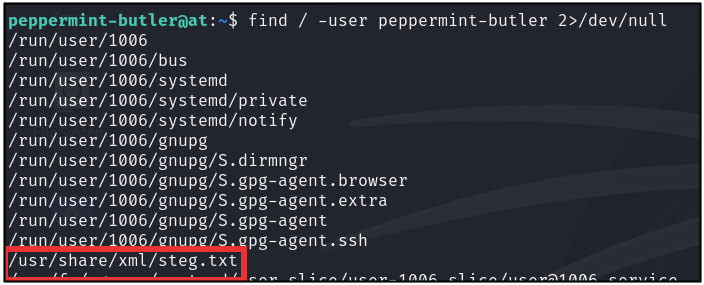 peppermint-butler@at:~$ find / -user peppermint-butler 2>/dev/null
/run/user/1006
/run/user/1006/bus
/run/user/1006/systemd
/run/user/1006/systemd/private
/run/user/1006/systemd/notify
/run/user/1006/gnupg
/run/user/1006/gnupg/S.dirmngr
/run/user/1006/gnupg/S.gpg-agent.browser
/run/user/1006/gnupg/S.gpg-agent.extra
/run/user/1006/gnupg/S.gpg-agent
/run/user/1006/gnupg/S.gpg-agent.ssh
/usr/share/xml/steg.txt
user.slice/user-1006.slice/user@1006.service